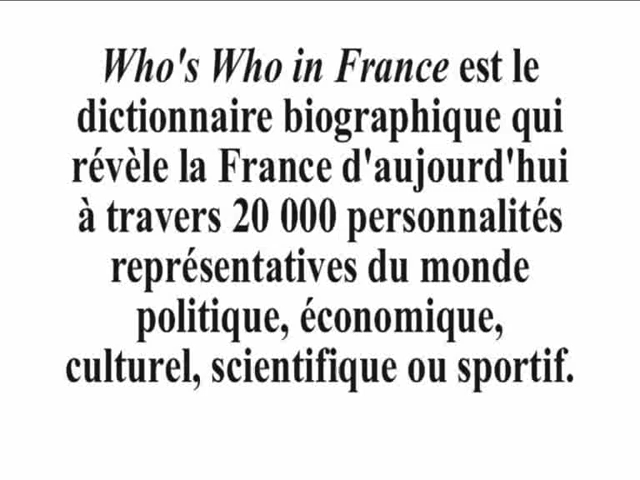 Who's Who in France est le
dictionnaire biographique qui
révèle la France d'aujourd'hui
à travers 20 000 personnalités
représentatives du monde
politique, économique,
culturel, scientifique ou sportif.